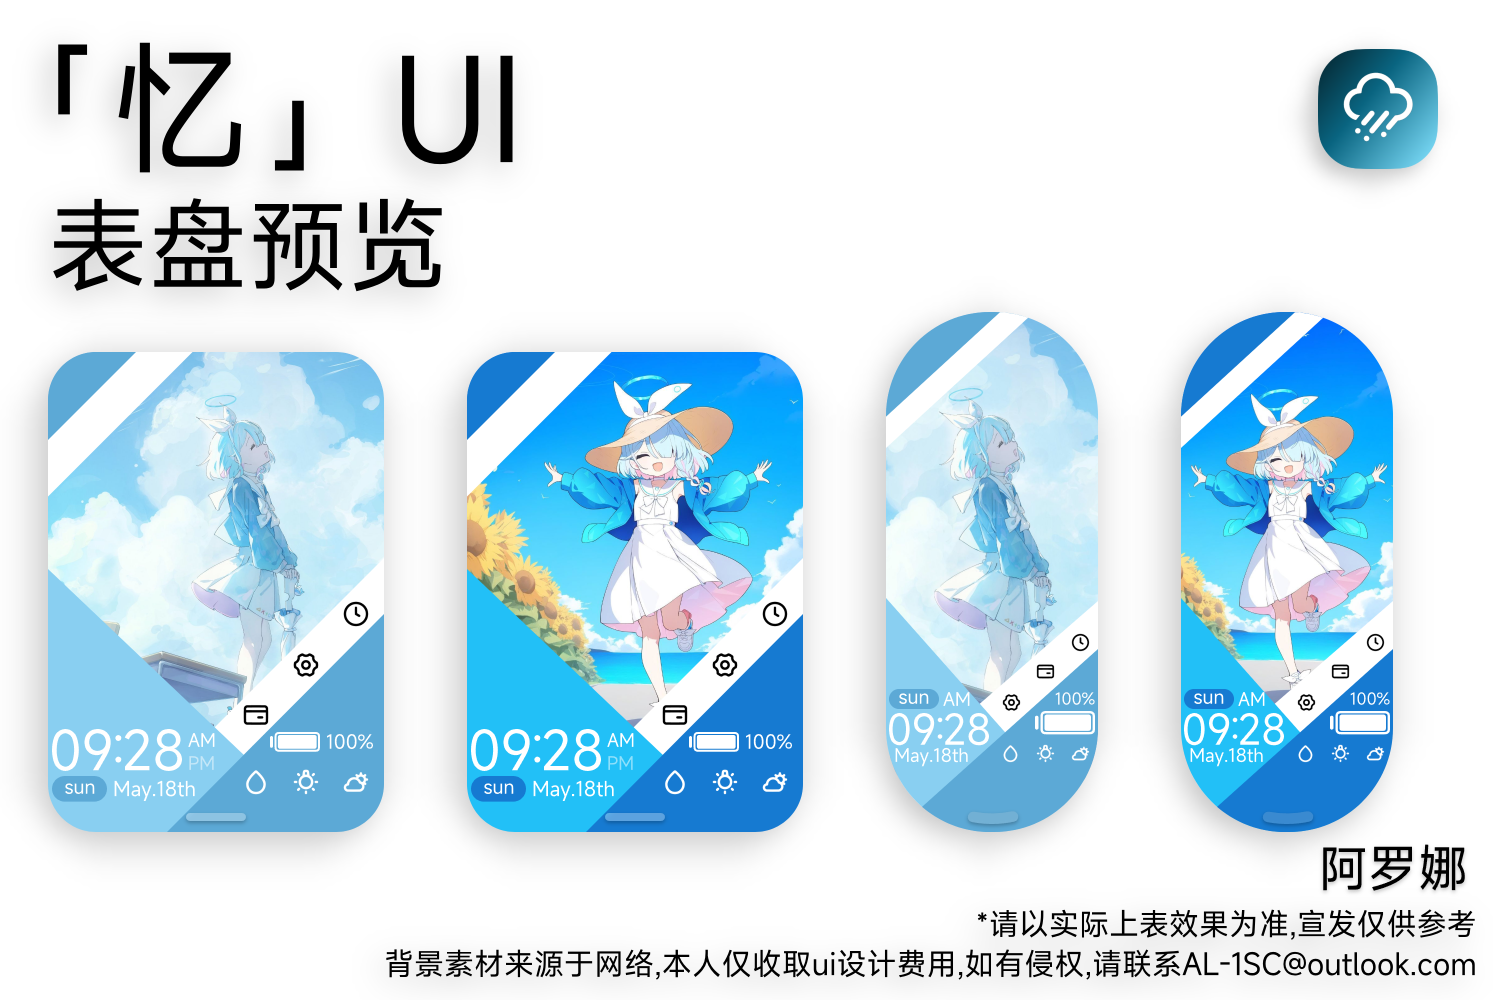 「忆」UI
表盘预览
09:28 AM
PM
100%
sun May.18th
09:28 AM
PM
100%
sun May.18th
sun AM
100%
09:28
May.18th
sun AM
100%
09:28
May.18th
阿罗娜
*请以实际上表效果为准,宣发仅供参考
背景素材来源于网络,本人仅收取ui设计费用,如有侵权,请联系AL-1SC@outlook.com